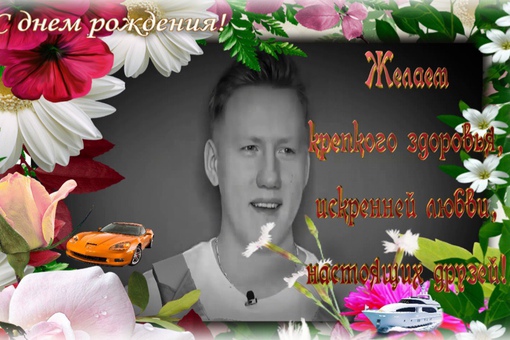 С днем рождения!
Желаем
крепкого здоровья,
искренней любви,
настоящих друзей!